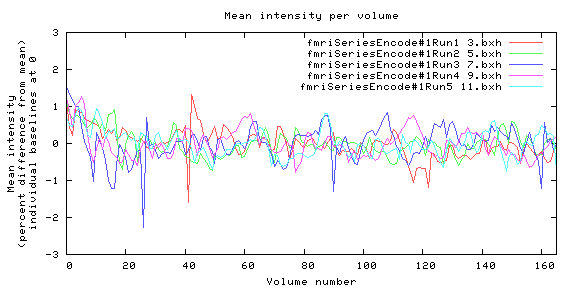 Mean intensity per volume
fmriSeriesEncode#1Run1 3.bxh
fmriSeriesEncode#1Run2 5.bxh
fmriSeriesEncode#1Run3 7.bxh
fmriSeriesEncode#1Run4 9.bxh
fmriSeriesEncode#1Run5 11.bxh
Mean intensity
(percent difference from mean)
individual baselines at 0
3
2
1
0
-1
-2
-3
0 20 40 60 80 100 120 140 160
Volume number